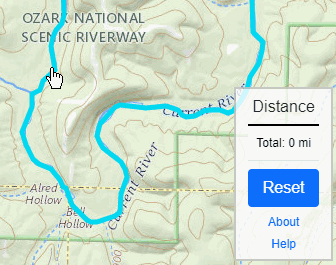 OZARK NATIONAL
SCENIC RIVERWAY
Current River
Distance
Total: 0 mi
Reset
About
Help
Current River
Alred
Hollow
Bell
Hollow